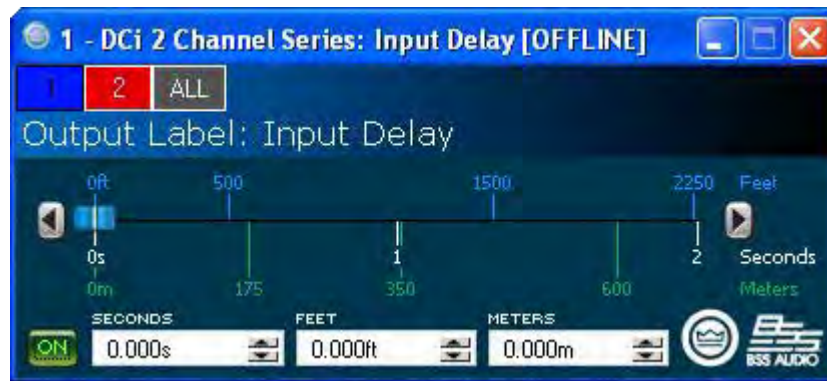 1 - DCi 2 Channel Series: Input Delay [OFFLINE]
1 2 ALL
Output Label: Input Delay
0ft 500 1500 2250 Feet
0s 1 2 Seconds
0m 175 350 600 Meters
SECONDS FEET METERS
ON 0.000s 0.000ft 0.000m
BSS AUDIO